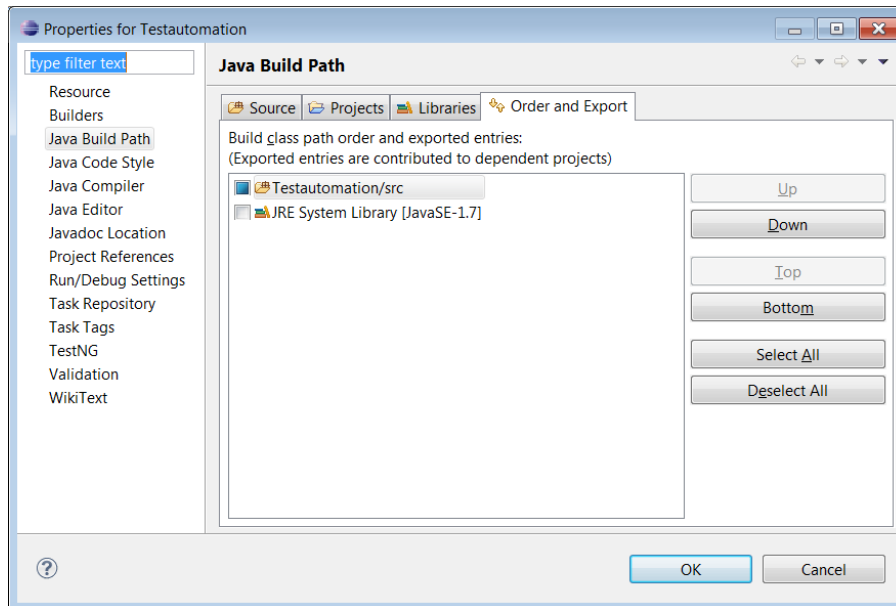 Properties for Testautomation
type filter text
Resource
Builders
Java Build Path
Java Code Style
Java Compiler
Java Editor
Javadoc Location
Project References
Run/Debug Settings
Task Repository
Task Tags
TestNG
Validation
WikiText
Java Build Path
Source Projects Libraries Order and Export
Build class path order and exported entries:
(Exported entries are contributed to dependent projects)
Testautomation/src
JRE System Library [JavaSE-1.7]
Up
Down
Top
Bottom
Select All
Deselect All
?
OK Cancel